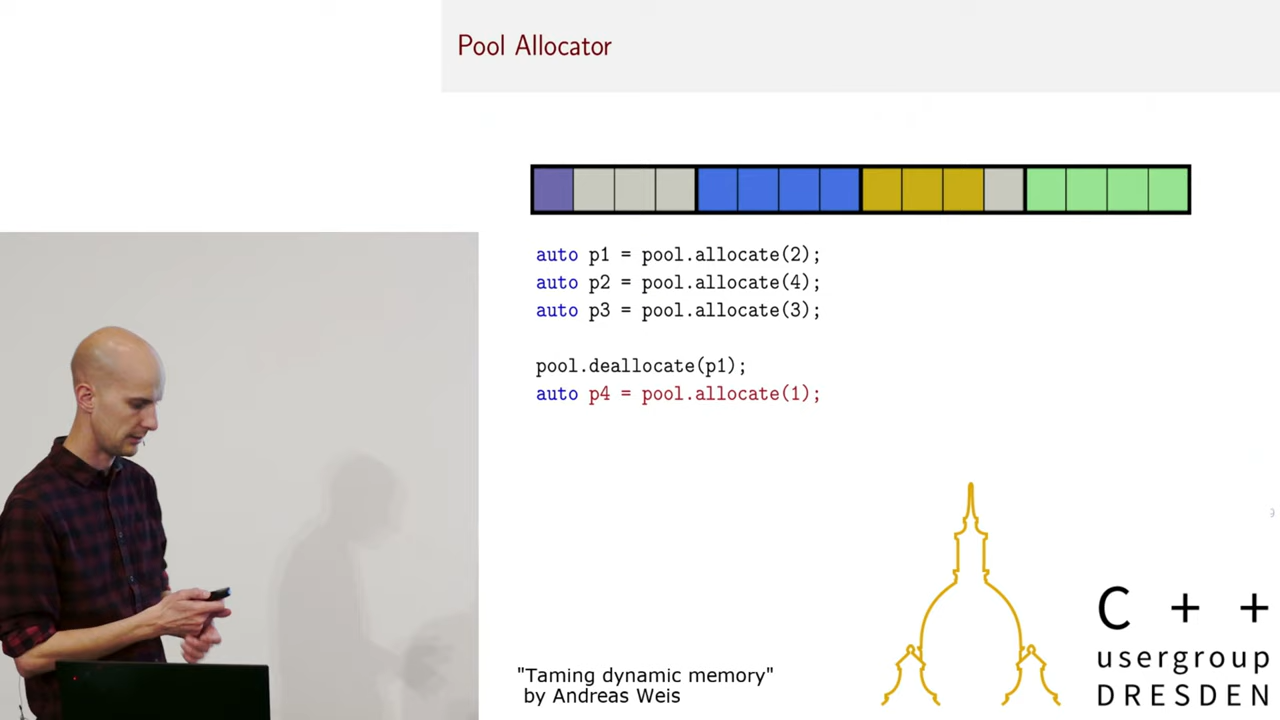 Pool Allocator
auto p1 = pool.allocate(2);
auto p2 = pool.allocate(4);
auto p3 = pool.allocate(3);
pool.deallocate(p1);
auto p4 = pool.allocate(1);
9
"Taming dynamic memory"
by Andreas Weis
C + +
usergroup
DRESDEN